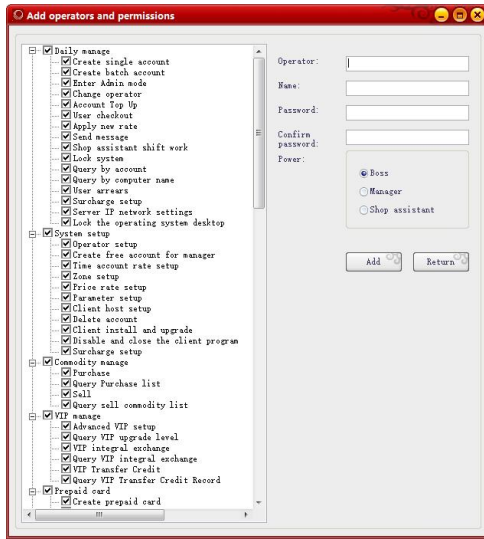 Add operators and permissions
Daily manage
Create single account
Create batch account
Enter Admin mode
Change operator
Account Top Up
User checkout
Apply new rate
Send message
Shop assistant shift work
Lock system
Query by account
Query by computer name
User arrears
Surcharge setup
Server IP network settings
Lock the operating system desktop
System setup
Operator setup
Create free account for manager
Time account rate setup
Zone setup
Price rate setup
Parameter setup
Client host setup
Delete account
Client install and upgrade
Disable and close the client program
Surcharge setup
Commodity manage
Purchase
Query Purchase list
Sell
Query sell commodity list
VIP manage
Advanced VIP setup
Query VIP upgrade level
VIP integral exchange
Query VIP integral exchange
VIP Transfer Credit
Query VIP Transfer Credit Record
Prepaid card
Create prepaid card
Operator:
Name:
Password:
Confirm
password:
Power:
Boss
Manager
Shop assistant
Add
Return